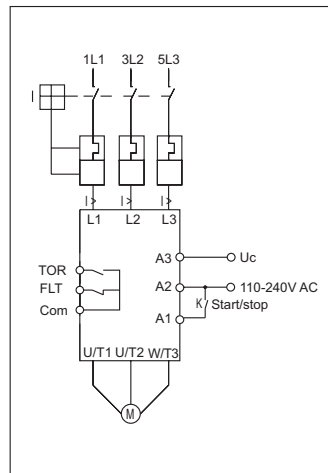 1L1 3L2 5L3
I
I> I> I>
L1 L2 L3
A3 Uc
TOR
A2 110-240V AC
FLT
K Start/stop
Com
A1
U/T1 U/T2 W/T3
M